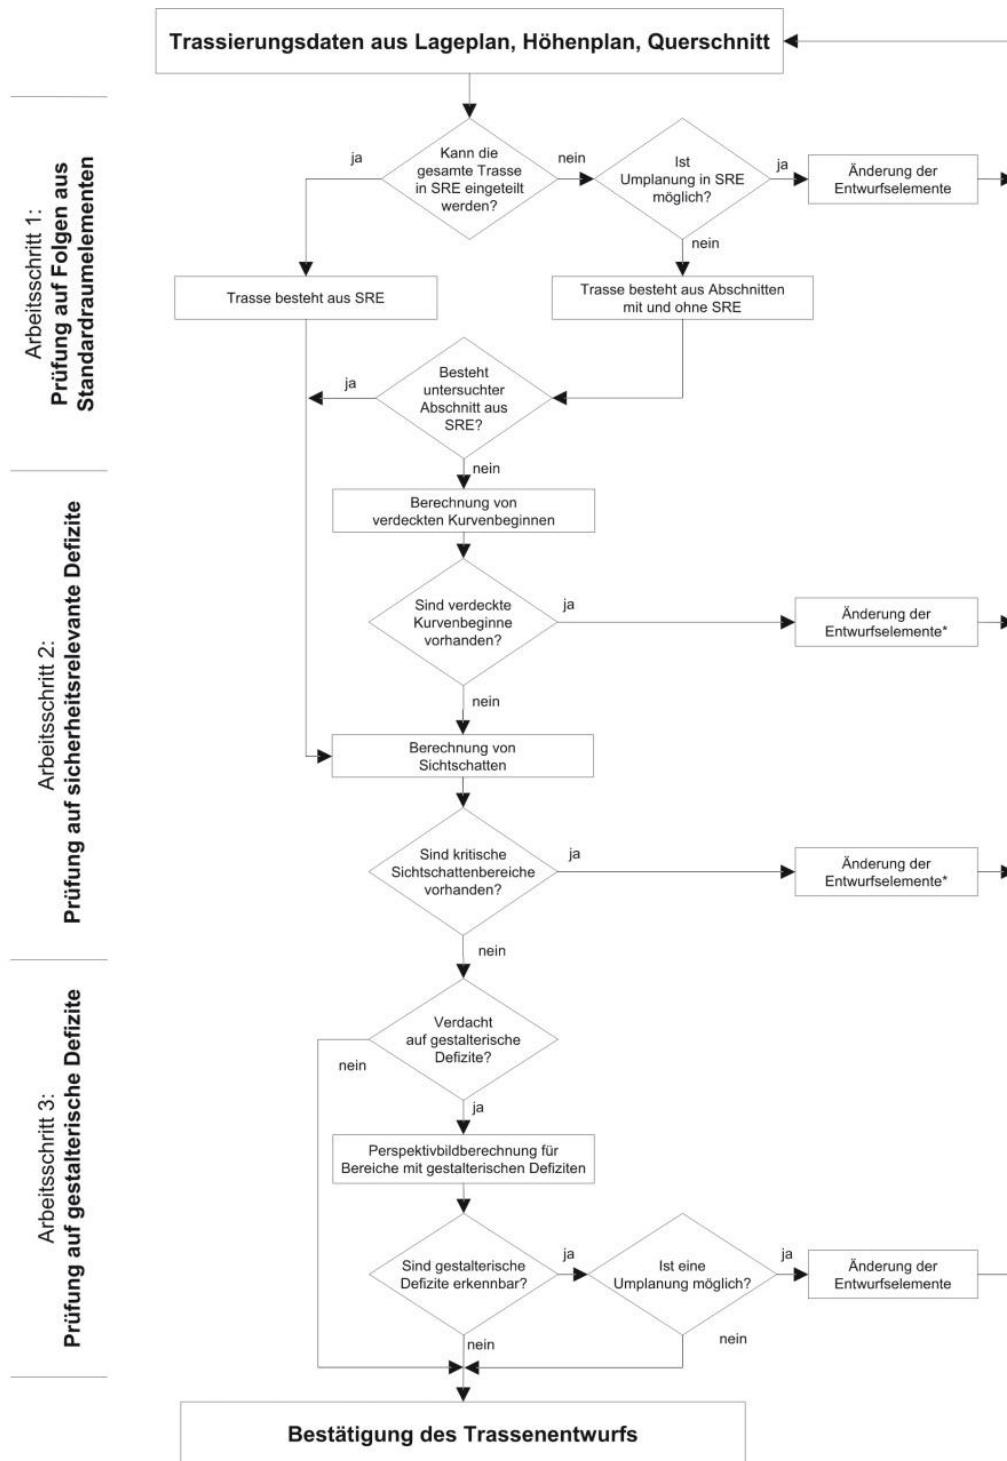 Trassierungsdaten aus Lageplan, Höhenplan, Querschnitt
Arbeitsschritt 1:
Prüfung auf Folgen aus
Standardraumelementen
Kann die
gesamte Trasse
in SRE eingeteilt
werden?
ja
nein
Ist
Umplanung in SRE
möglich?
ja
nein
Änderung der
Entwurfselemente
Trasse besteht aus SRE
Trasse besteht aus Abschnitten
mit und ohne SRE
Besteht
untersuchter
Abschnitt aus
SRE?
ja
nein
Arbeitsschritt 2:
Prüfung auf sicherheitsrelevante Defizite
Berechnung von
verdeckten Kurvenbeginnen
Sind verdeckte
Kurvenbeginne
vorhanden?
ja
nein
Änderung der
Entwurfselemente*
Berechnung von
Sichtschatten
Sind kritische
Sichtschattenbereiche
vorhanden?
ja
nein
Änderung der
Entwurfselemente*
Arbeitsschritt 3:
Prüfung auf gestalterische Defizite
Verdacht
auf gestalterische
Defizite?
nein
ja
Perspektivbildberechnung für
Bereiche mit gestalterischen Defiziten
Sind gestalterische
Defizite erkennbar?
ja
nein
Ist eine
Umplanung möglich?
ja
nein
Änderung der
Entwurfselemente
Bestätigung des Trassenentwurfs